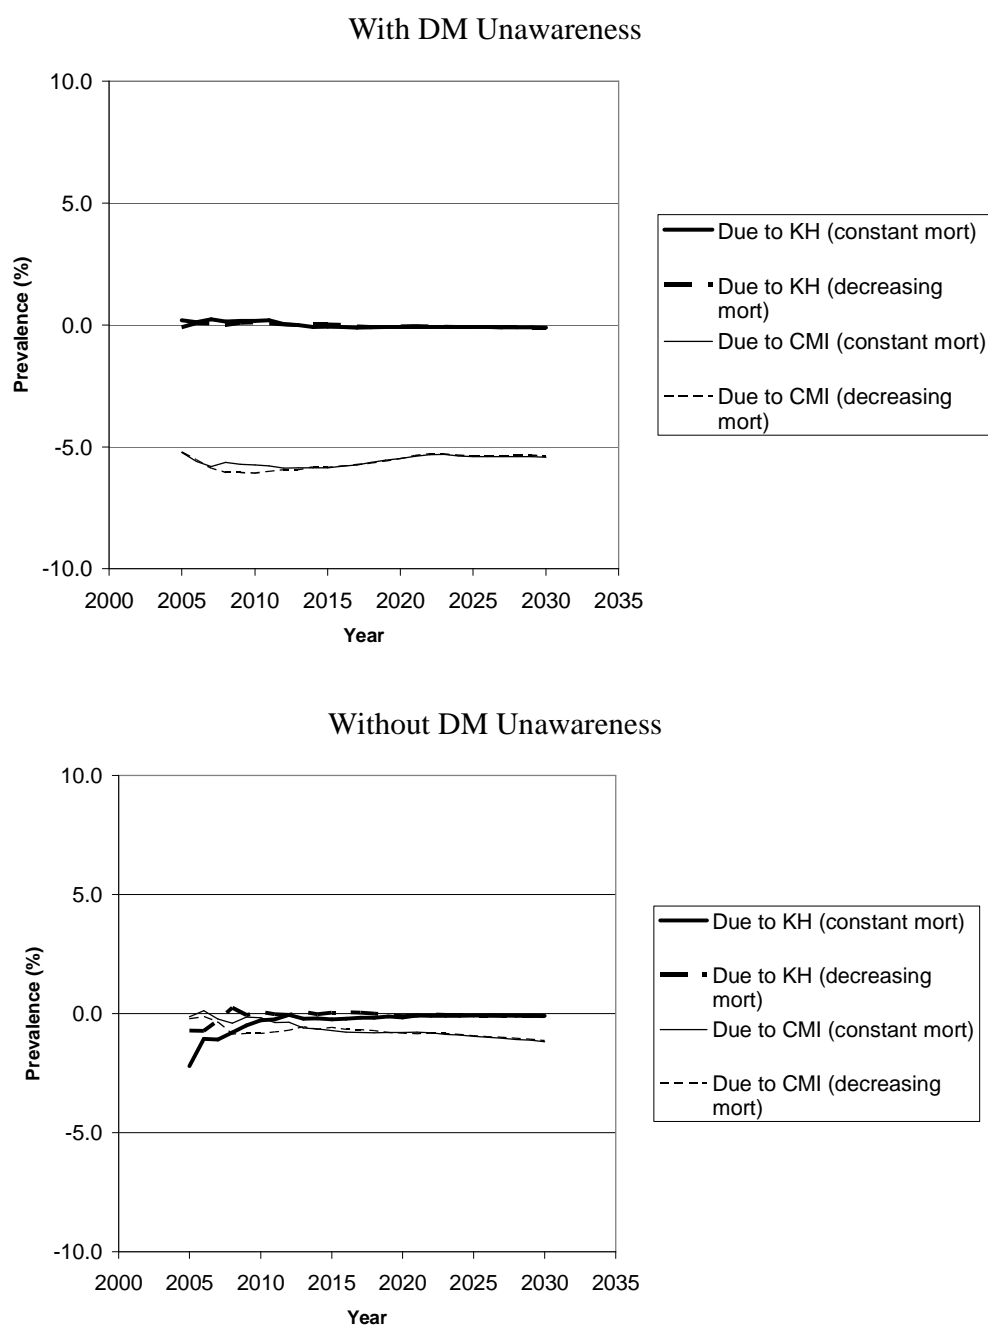 With DM Unawareness
10.0
5.0
0.0
-5.0
-10.0
Prevalence (%)
2000 2005 2010 2015 2020 2025 2030 2035
Year
Due to KH (constant mort)
Due to KH (decreasing
mort)
Due to CMI (constant mort)
Due to CMI (decreasing
mort)
Without DM Unawareness
10.0
5.0
0.0
-5.0
-10.0
Prevalence (%)
2000 2005 2010 2015 2020 2025 2030 2035
Year
Due to KH (constant mort)
Due to KH (decreasing
mort)
Due to CMI (constant mort)
Due to CMI (decreasing
mort)